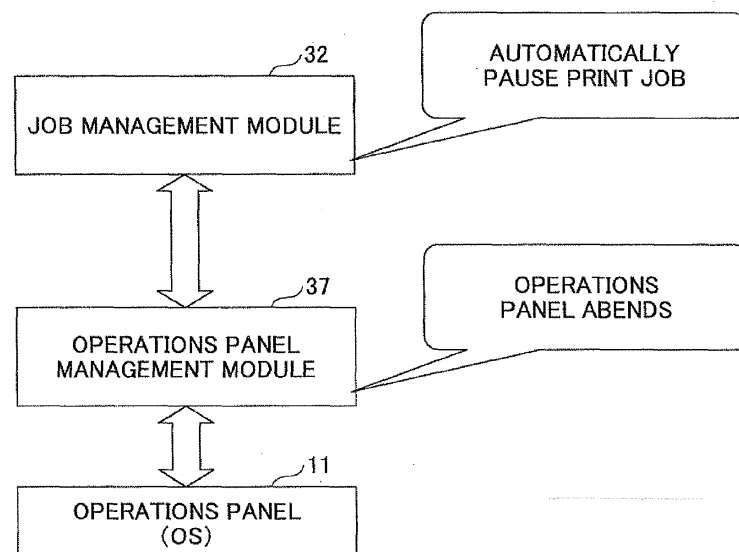 32
JOB MANAGEMENT MODULE
AUTOMATICALLY
PAUSE PRINT JOB
37
OPERATIONS PANEL
MANAGEMENT MODULE
OPERATIONS
PANEL ABENDS
11
OPERATIONS PANEL
(OS)